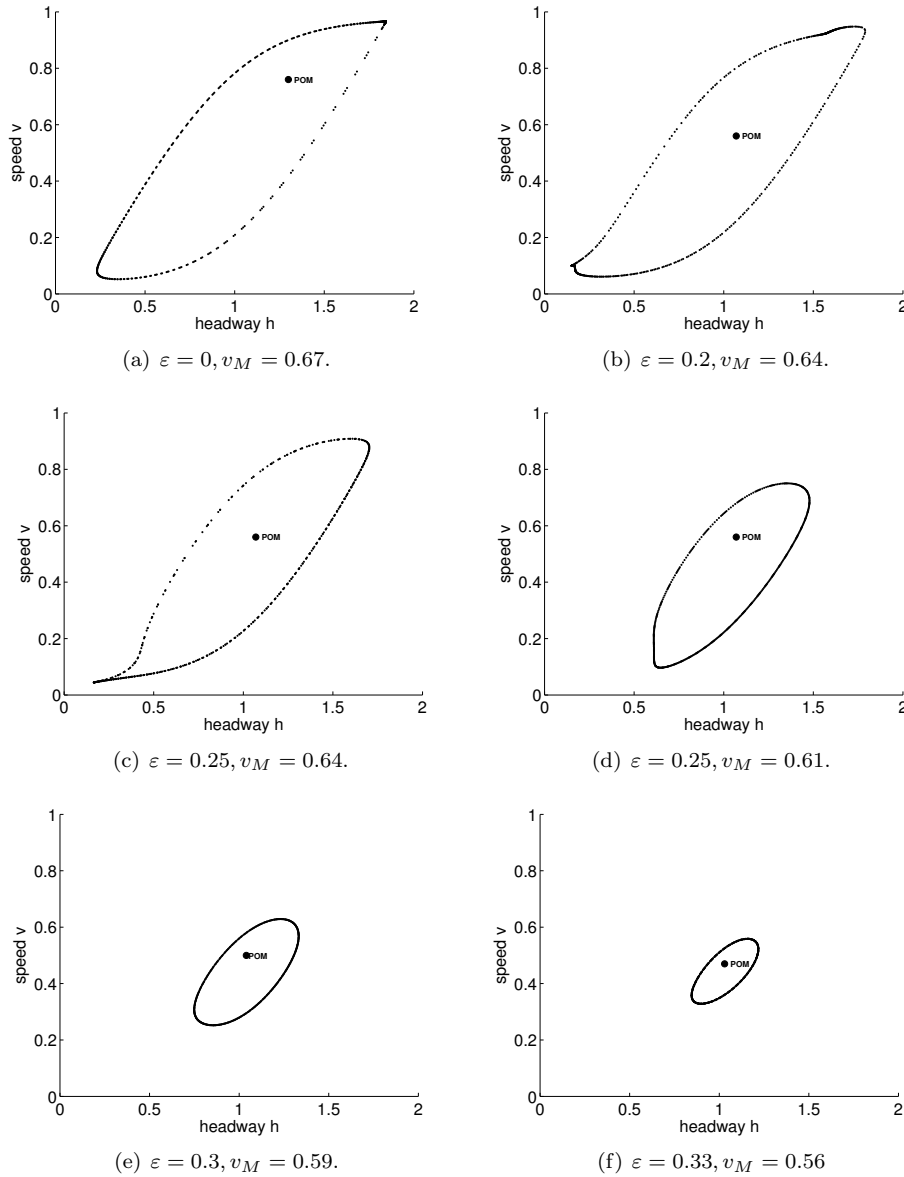 1
0.8
0.6
0.4
0.2
0
speed v
POM
0 0.5 1 1.5 2
headway h
(a) ε = 0, v_M = 0.67.
1
0.8
0.6
0.4
0.2
0
speed v
POM
0 0.5 1 1.5 2
headway h
(b) ε = 0.2, v_M = 0.64.
1
0.8
0.6
0.4
0.2
0
speed v
POM
0 0.5 1 1.5 2
headway h
(c) ε = 0.25, v_M = 0.64.
1
0.8
0.6
0.4
0.2
0
speed v
POM
0 0.5 1 1.5 2
headway h
(d) ε = 0.25, v_M = 0.61.
1
0.8
0.6
0.4
0.2
0
speed v
POM
0 0.5 1 1.5 2
headway h
(e) ε = 0.3, v_M = 0.59.
1
0.8
0.6
0.4
0.2
0
speed v
POM
0 0.5 1 1.5 2
headway h
(f) ε = 0.33, v_M = 0.56